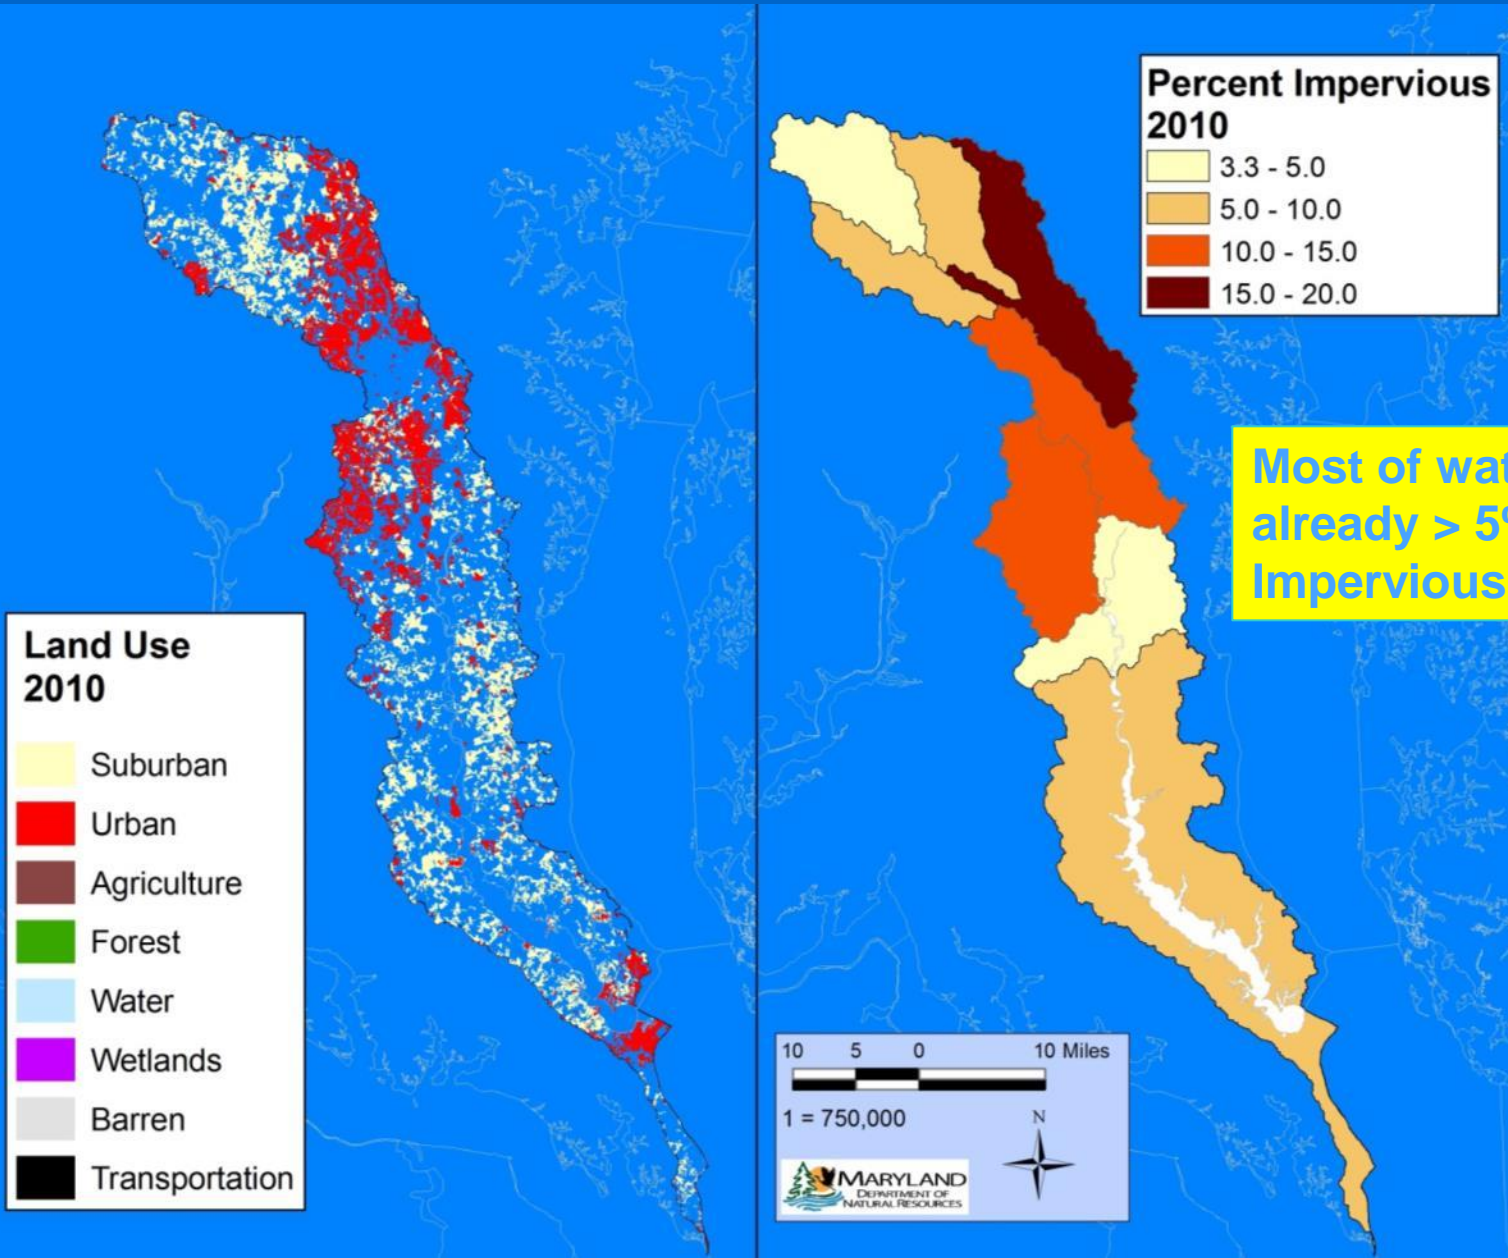 Percent Impervious
2010
3.3 - 5.0
5.0 - 10.0
10.0 - 15.0
15.0 - 20.0
Most of
already > 5
Impervious
Land Use
2010
Suburban
Urban
Agriculture
Forest
Water
Wetlands
Barren
Transportation
10 5 0 10 Miles
1 = 750,000
N
MARYLAND
DEPARTMENT OF
NATURAL RESOURCES